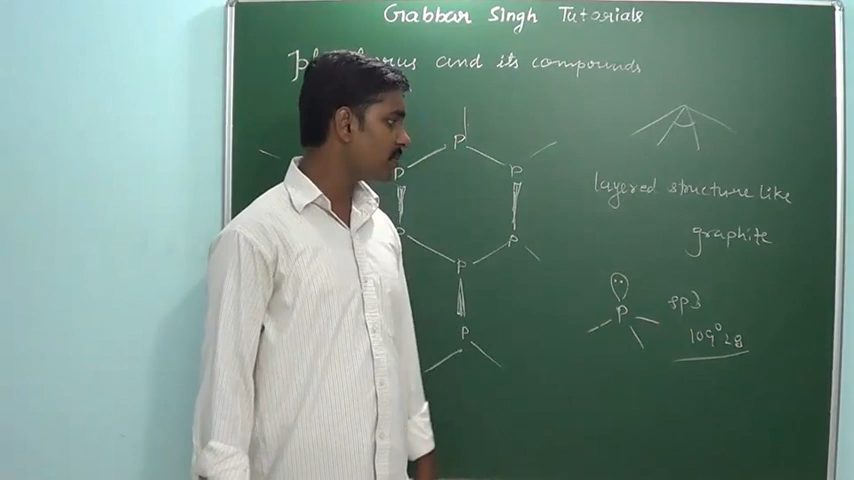 Gabbar Singh Tutorials
and its compounds
P
P P
layered structure like
P P
graphite
P
P sp3
P
109° 28